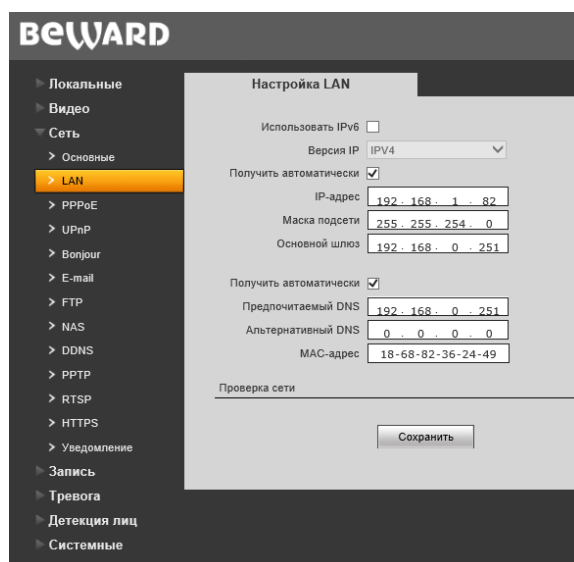 BEWARD
Локальные
Видео
Сеть
Основные
LAN
PPPoE
UPnP
Bonjour
E-mail
FTP
NAS
DDNS
PPTP
RTSP
HTTPS
Уведомление
Запись
Тревога
Детекция лиц
Системные
Настройка LAN
Использовать IPv6
Версия IP IPV4
Получить автоматически
IP-адрес 192 . 168 . 1 . 82
Маска подсети 255 . 255 . 254 . 0
Основной шлюз 192 . 168 . 0 . 251
Получить автоматически
Предпочитаемый DNS 192 . 168 . 0 . 251
Альтернативный DNS 0 . 0 . 0 . 0
MAC-адрес 18-68-82-36-24-49
Проверка сети
Сохранить